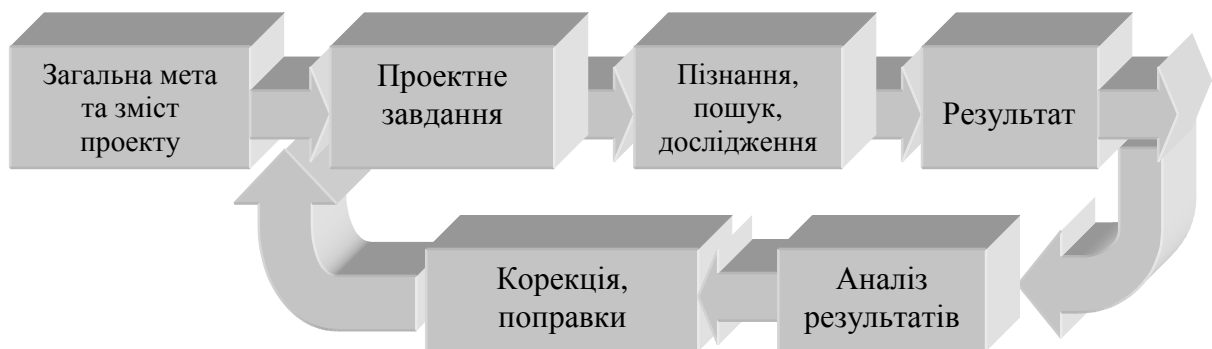 Загальна мета
та зміст
проекту
Проектне
завдання
Пізнання,
пошук,
дослідження
Результат
Корекція,
поправки
Аналіз
результатів